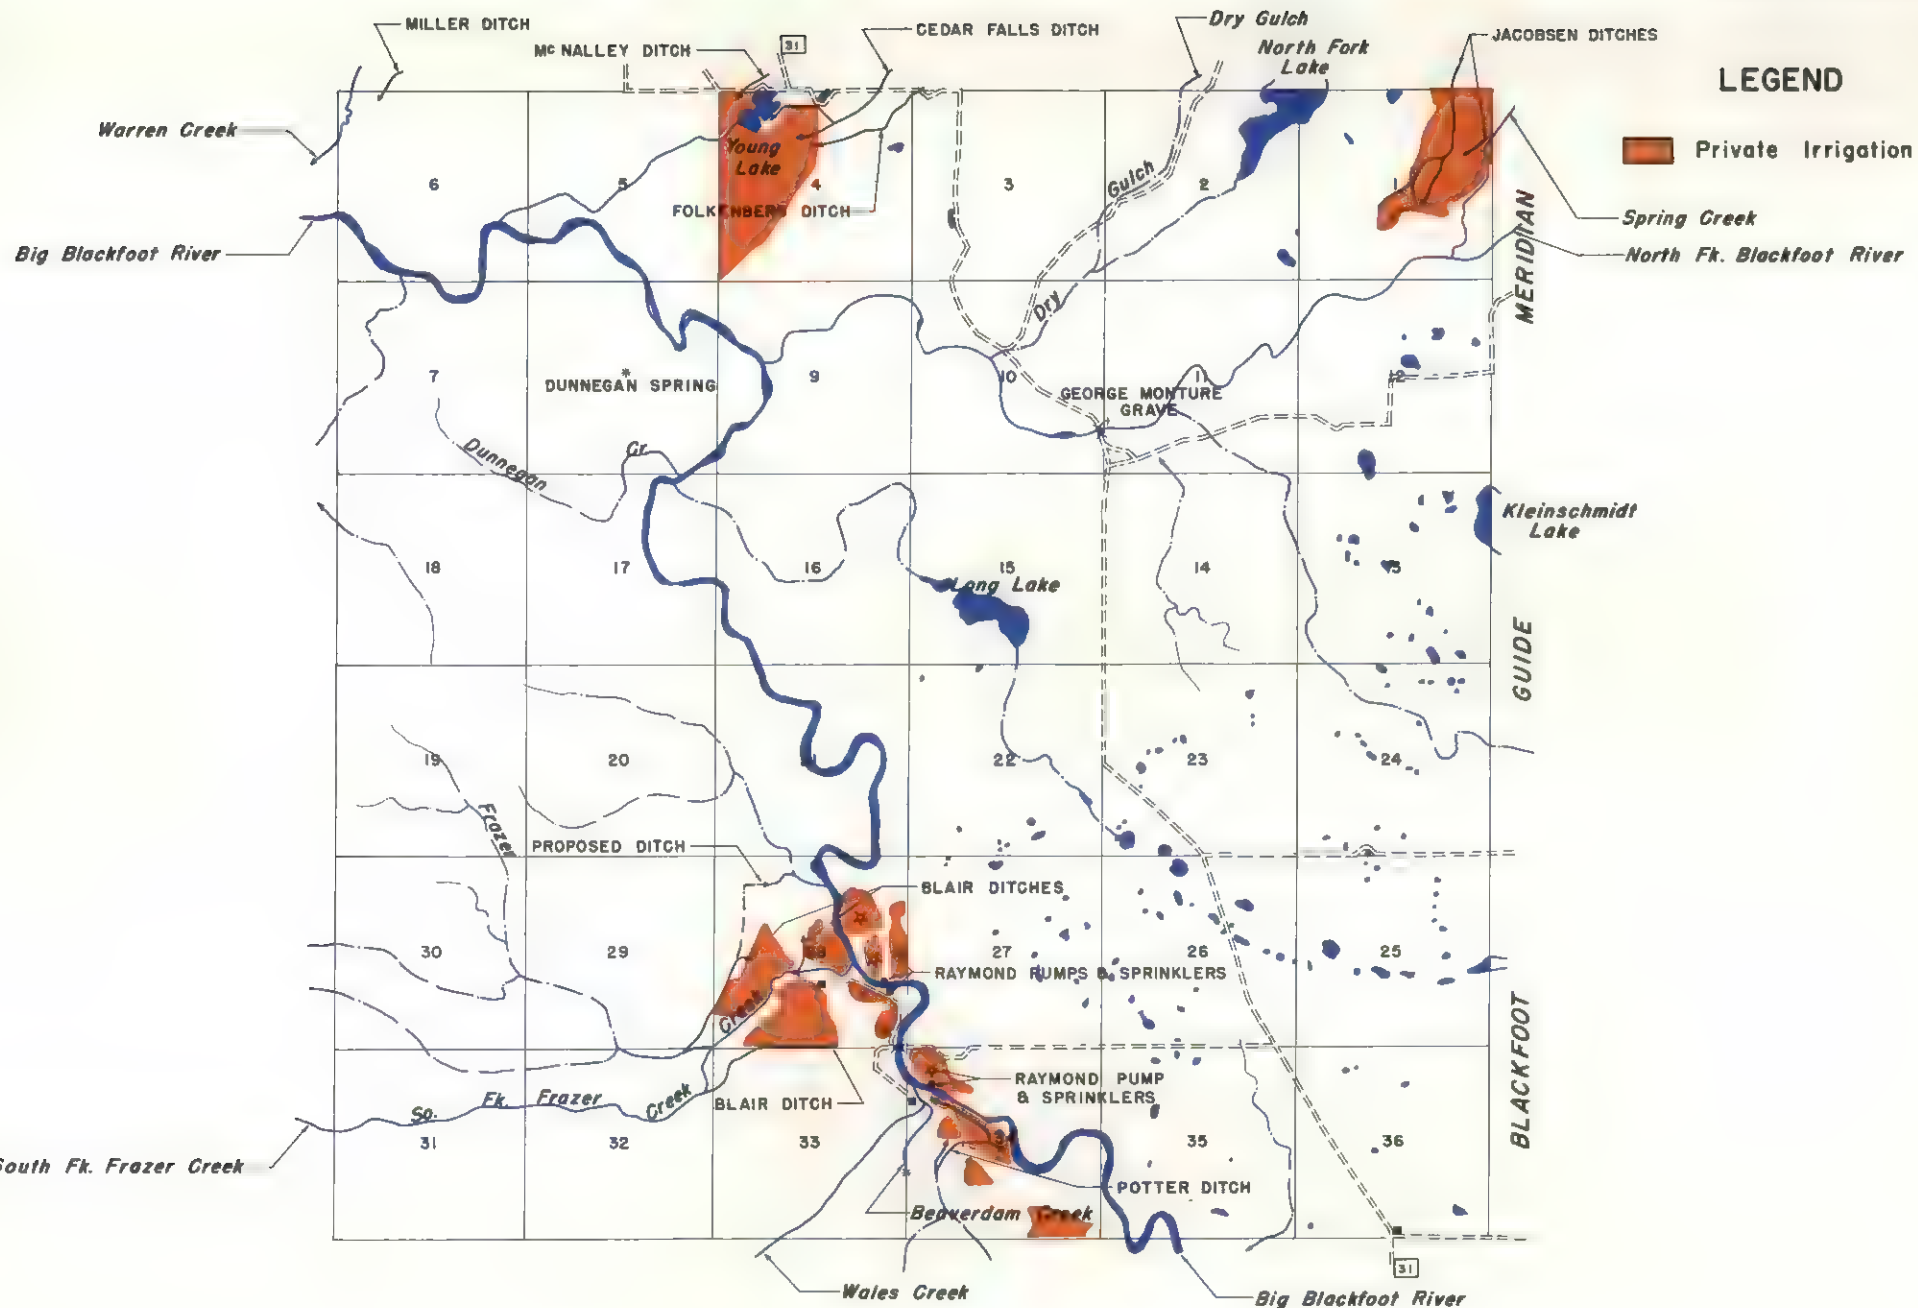 MILLER DITCH
Mc NALLEY DITCH
31
CEDAR FALLS DITCH
Dry Gulch
North Fork
Lake
JACOBSEN DITCHES
LEGEND
Private Irrigation
Warren Creek
Young
Lake
6
5
4
3
Gulch
2
1
FOLKENBERG DITCH
Spring Creek
Big Blackfoot River
North Fk. Blackfoot River
MERIDIAN
Dry
7
DUNNEGAN SPRING
9
10
11
12
GEORGE MONTURE
GRAVE
Dunnegan
Cr.
Kleinschmidt
Lake
18
17
16
15
14
13
Long Lake
GUIDE
19
20
21
22
23
24
Frazer
PROPOSED DITCH
BLAIR DITCHES
30
29
28
27
26
25
RAYMOND PUMPS & SPRINKLERS
Creek
BLACKFOOT
RAYMOND PUMP
& SPRINKLERS
So. Fk. Frazer Creek
BLAIR DITCH
31
32
33
34
35
36
South Fk. Frazer Creek
POTTER DITCH
Beaverdam Creek
31
Wales Creek
Big Blackfoot River